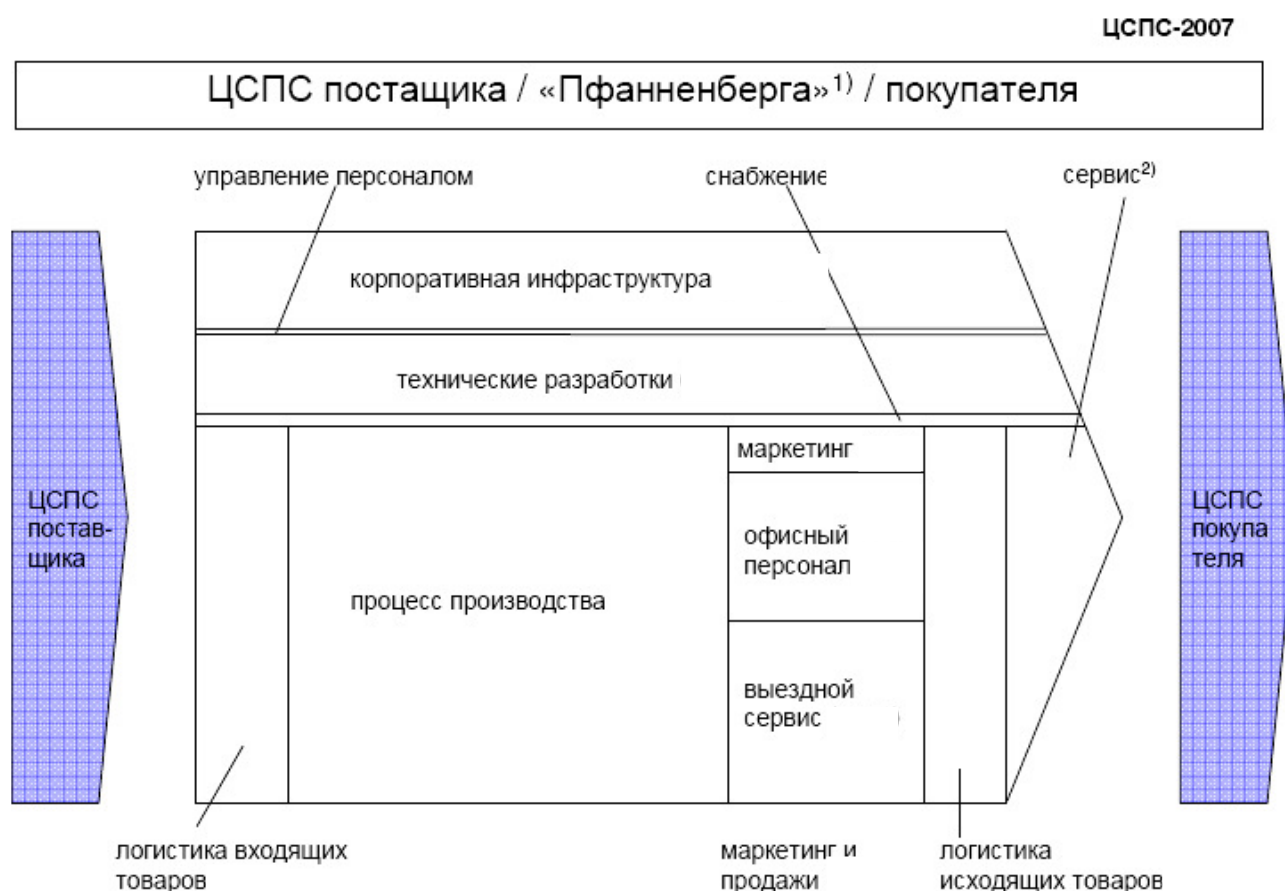 ЦСПС-2007
ЦСПС постащика / «Пфанненберга»¹⁾ / покупателя
управление персоналом
снабжение
сервис²⁾
корпоративная инфраструктура
технические разработки
маркетинг
офисный
персонал
выездной
сервис
процесс производства
ЦСПС
постав-
щика
ЦСПС
покупа
теля
логистика входящих
товаров
маркетинг и
продажи
логистика
исходящих товаров